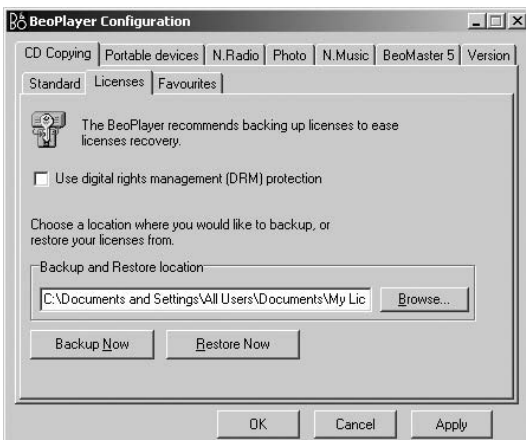 BeoPlayer Configuration
CD Copying Portable devices N.Radio Photo N.Music BeoMaster 5 Version
Standard Licenses Favourites
The BeoPlayer recommends backing up licenses to ease
licenses recovery.
Use digital rights management (DRM) protection
Choose a location where you would like to backup, or
restore your licenses from.
Backup and Restore location
C:\Documents and Settings\All Users\Documents\My Lic Browse...
Backup Now Restore Now
OK Cancel Apply